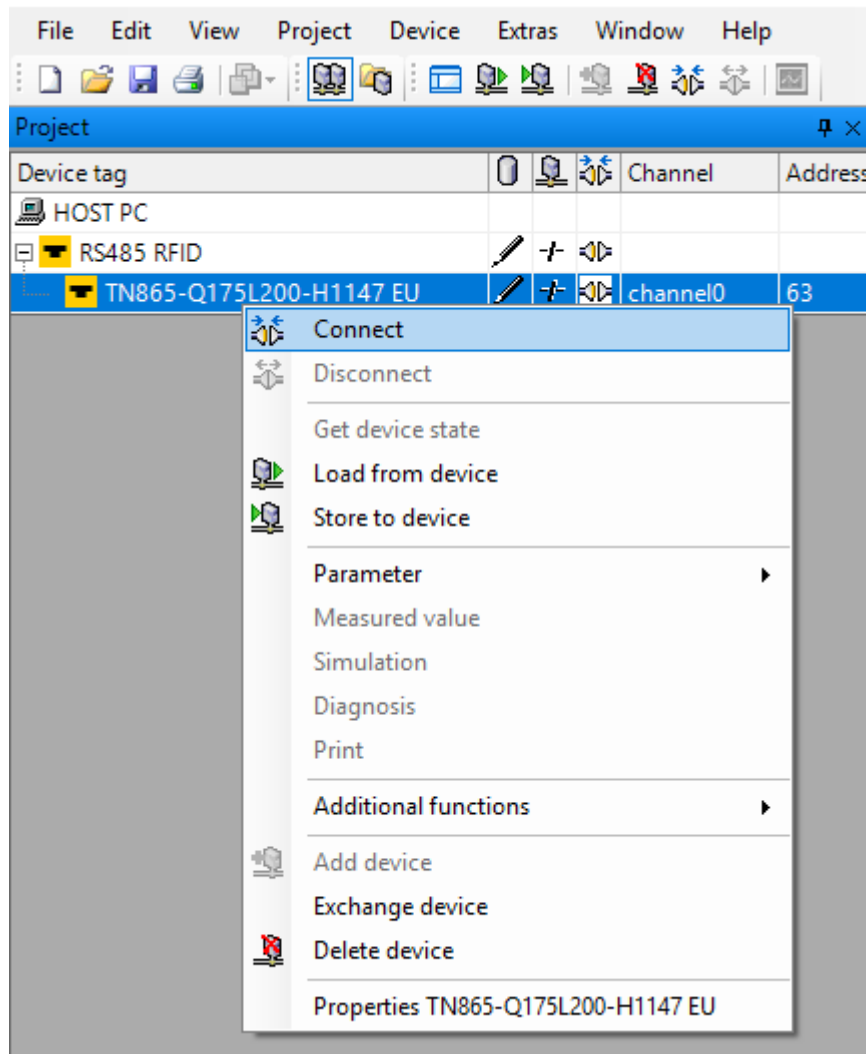 File Edit View Project Device Extras Window Help
Project
Device tag Channel Address
HOST PC
RS485 RFID
TN865-Q175L200-H1147 EU channel0 63
Connect
Disconnect
Get device state
Load from device
Store to device
Parameter
Measured value
Simulation
Diagnosis
Print
Additional functions
Add device
Exchange device
Delete device
Properties TN865-Q175L200-H1147 EU